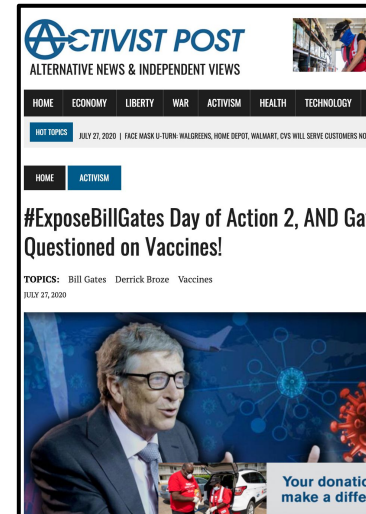 ACTIVIST POST
ALTERNATIVE NEWS & INDEPENDENT VIEWS
HOME ECONOMY LIBERTY WAR ACTIVISM HEALTH TECHNOLOGY
HOT TOPICS JULY 27, 2020 | FACE MASK U-TURN: WALGREENS, HOME DEPOT, WALMART, CVS WILL SERVE CUSTOMERS NO
HOME ACTIVISM
#ExposeBillGates Day of Action 2, AND Ga
Questioned on Vaccines!
TOPICS: Bill Gates Derrick Broze Vaccines
JULY 27, 2020
Your donatio
make a diffe